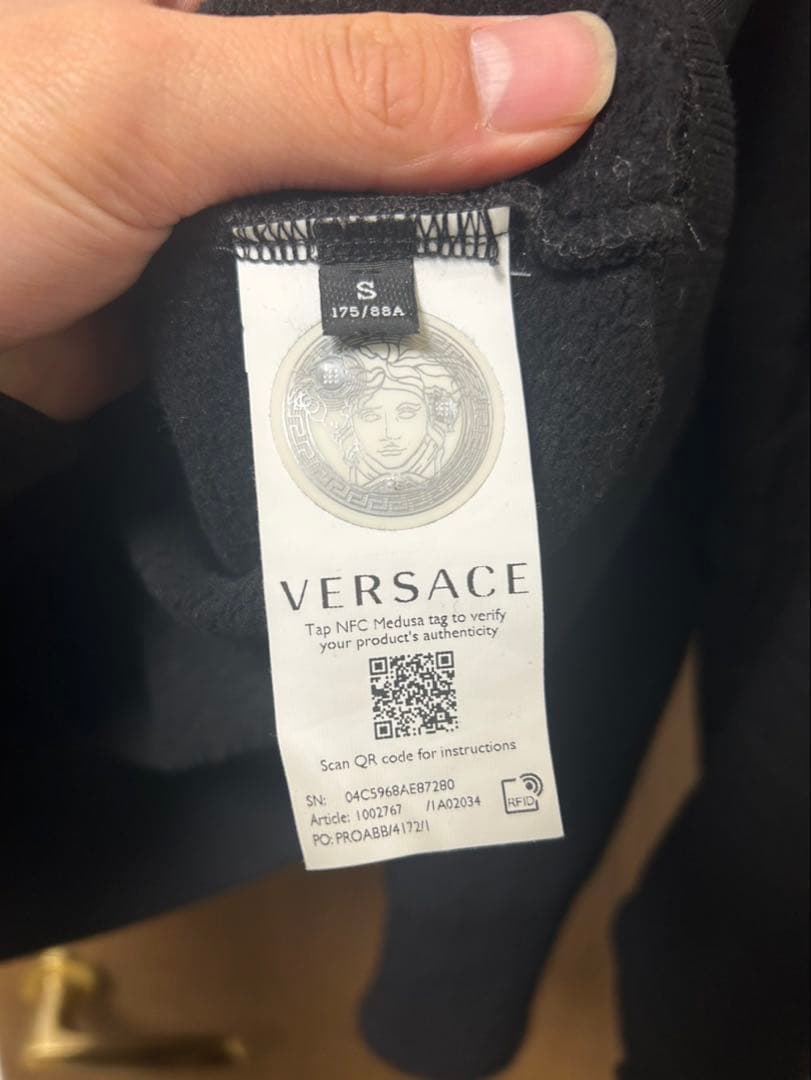 S
175/88A
VERSACE
Tap NFC Medusa tag to verify
your product's authenticity
Scan QR code for instructions
SN: 04C5968AE87280
Article: 1002767 /1A02034
PO: PROABB/4172/1
RFID